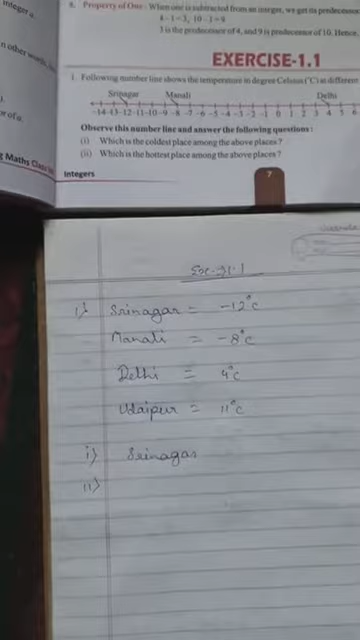 integer a.
8. Property of One - When one is subtracted from an integer, we get its predecessor
4 - 1 = 3, 10 - 1 = 9
3 is the predecessor of 4, and 9 is predecessor of 10. Hence,
n other words,
EXERCISE-1.1
1. Following number line shows the temperature in degree Celsius (°C) at different
Srinagar Manali Delhi
-14 -13 -12 -11 -10 -9 -8 -7 -6 -5 -4 -3 -2 -1 0 1 2 3 4 5 6
or of a.
Observe this number line and answer the following questions :
(i) Which is the coldest place among the above places ?
(ii) Which is the hottest place among the above places ?
Maths Class
Integers
7
Ex-1.1
1) Srinagar = -12°C
Manali = -8°C
Delhi = 4°C
Udaipur = 11°C
i) Srinagar
ii)